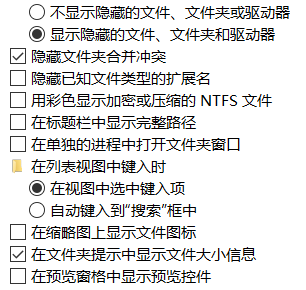 不显示隐藏的文件、文件夹或驱动器
显示隐藏的文件、文件夹和驱动器
隐藏文件夹合并冲突
隐藏已知文件类型的扩展名
用彩色显示加密或压缩的 NTFS 文件
在标题栏中显示完整路径
在单独的进程中打开文件夹窗口
在列表视图中键入时
在视图中选中键入项
自动键入到“搜索”框中
在缩略图上显示文件图标
在文件夹提示中显示文件大小信息
在预览窗格中显示预览控件